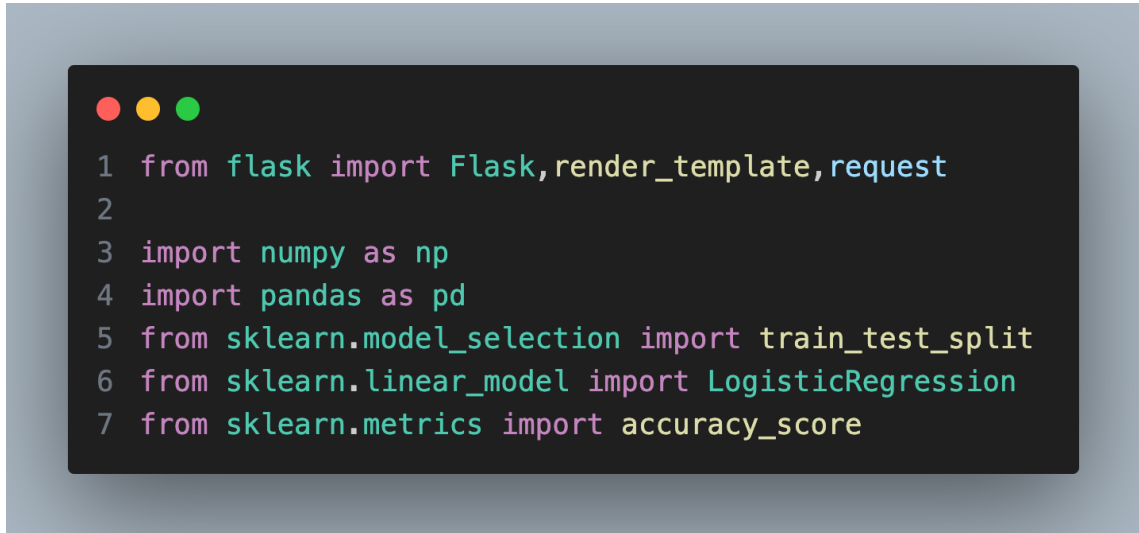 1 from flask import Flask,render_template,request
2
3 import numpy as np
4 import pandas as pd
5 from sklearn.model_selection import train_test_split
6 from sklearn.linear_model import LogisticRegression
7 from sklearn.metrics import accuracy_score